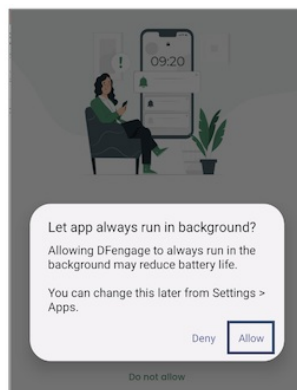 09:20
Let app always run in background?
Allowing DFengage to always run in the
background may reduce battery life.
You can change this later from Settings >
Apps.
Deny Allow
Do not allow